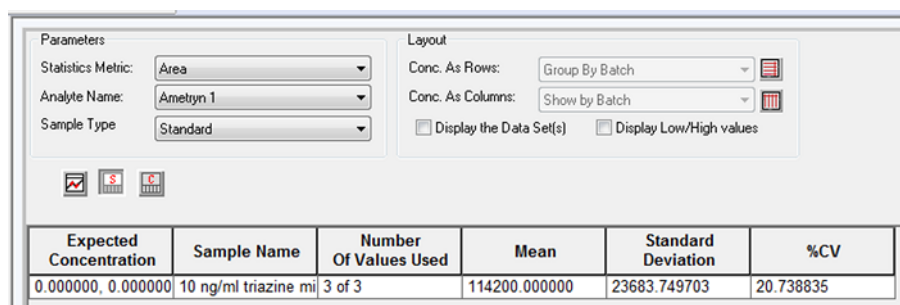 Parameters
Layout
Statistics Metric: Area
Conc. As Rows: Group By Batch
Analyte Name: Ametryn 1
Conc. As Columns: Show by Batch
Sample Type Standard
Display the Data Set(s) Display Low/High values
S C
Expected Concentration Sample Name Number Of Values Used Mean Standard Deviation %CV
0.000000, 0.000000 10 ng/ml triazine mi 3 of 3 114200.000000 23683.749703 20.738835